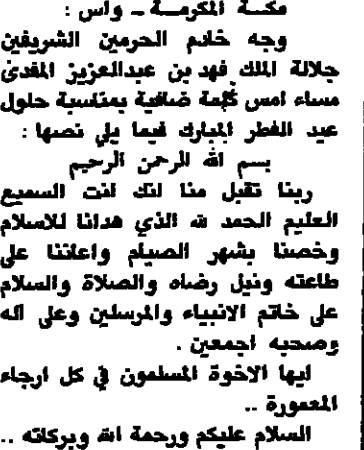 مكـة المكرمـة ـ واس :
وجه خادم الحرمين الشريفين
جلالة الملك فهد بن عبدالعزيز المفدى
مساء امس كلمة ضافية بمناسبة حلول
عيد الفطر المبارك فيما يلي نصها :
بسم الله الرحمن الرحيم
ربنا تقبل منا انك انت السميع
العليم الحمد لله الذي هدانا للاسلام
وخصنا بشهر الصيام واعاننا على
طاعته ونيل رضاه والصلاة والسلام
على خاتم الانبياء والمرسلين وعلى آله
وصحبه اجمعين .
ايها الاخوة المسلمون في كل ارجاء
المعمورة ..
السلام عليكم ورحمة الله وبركاته ..